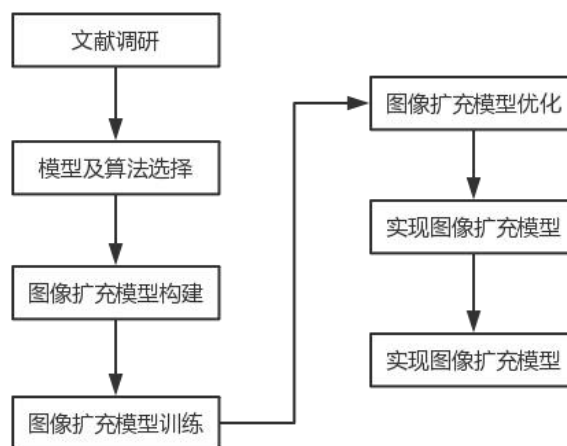 文献调研
模型及算法选择
图像扩充模型构建
图像扩充模型训练
图像扩充模型优化
实现图像扩充模型
实现图像扩充模型